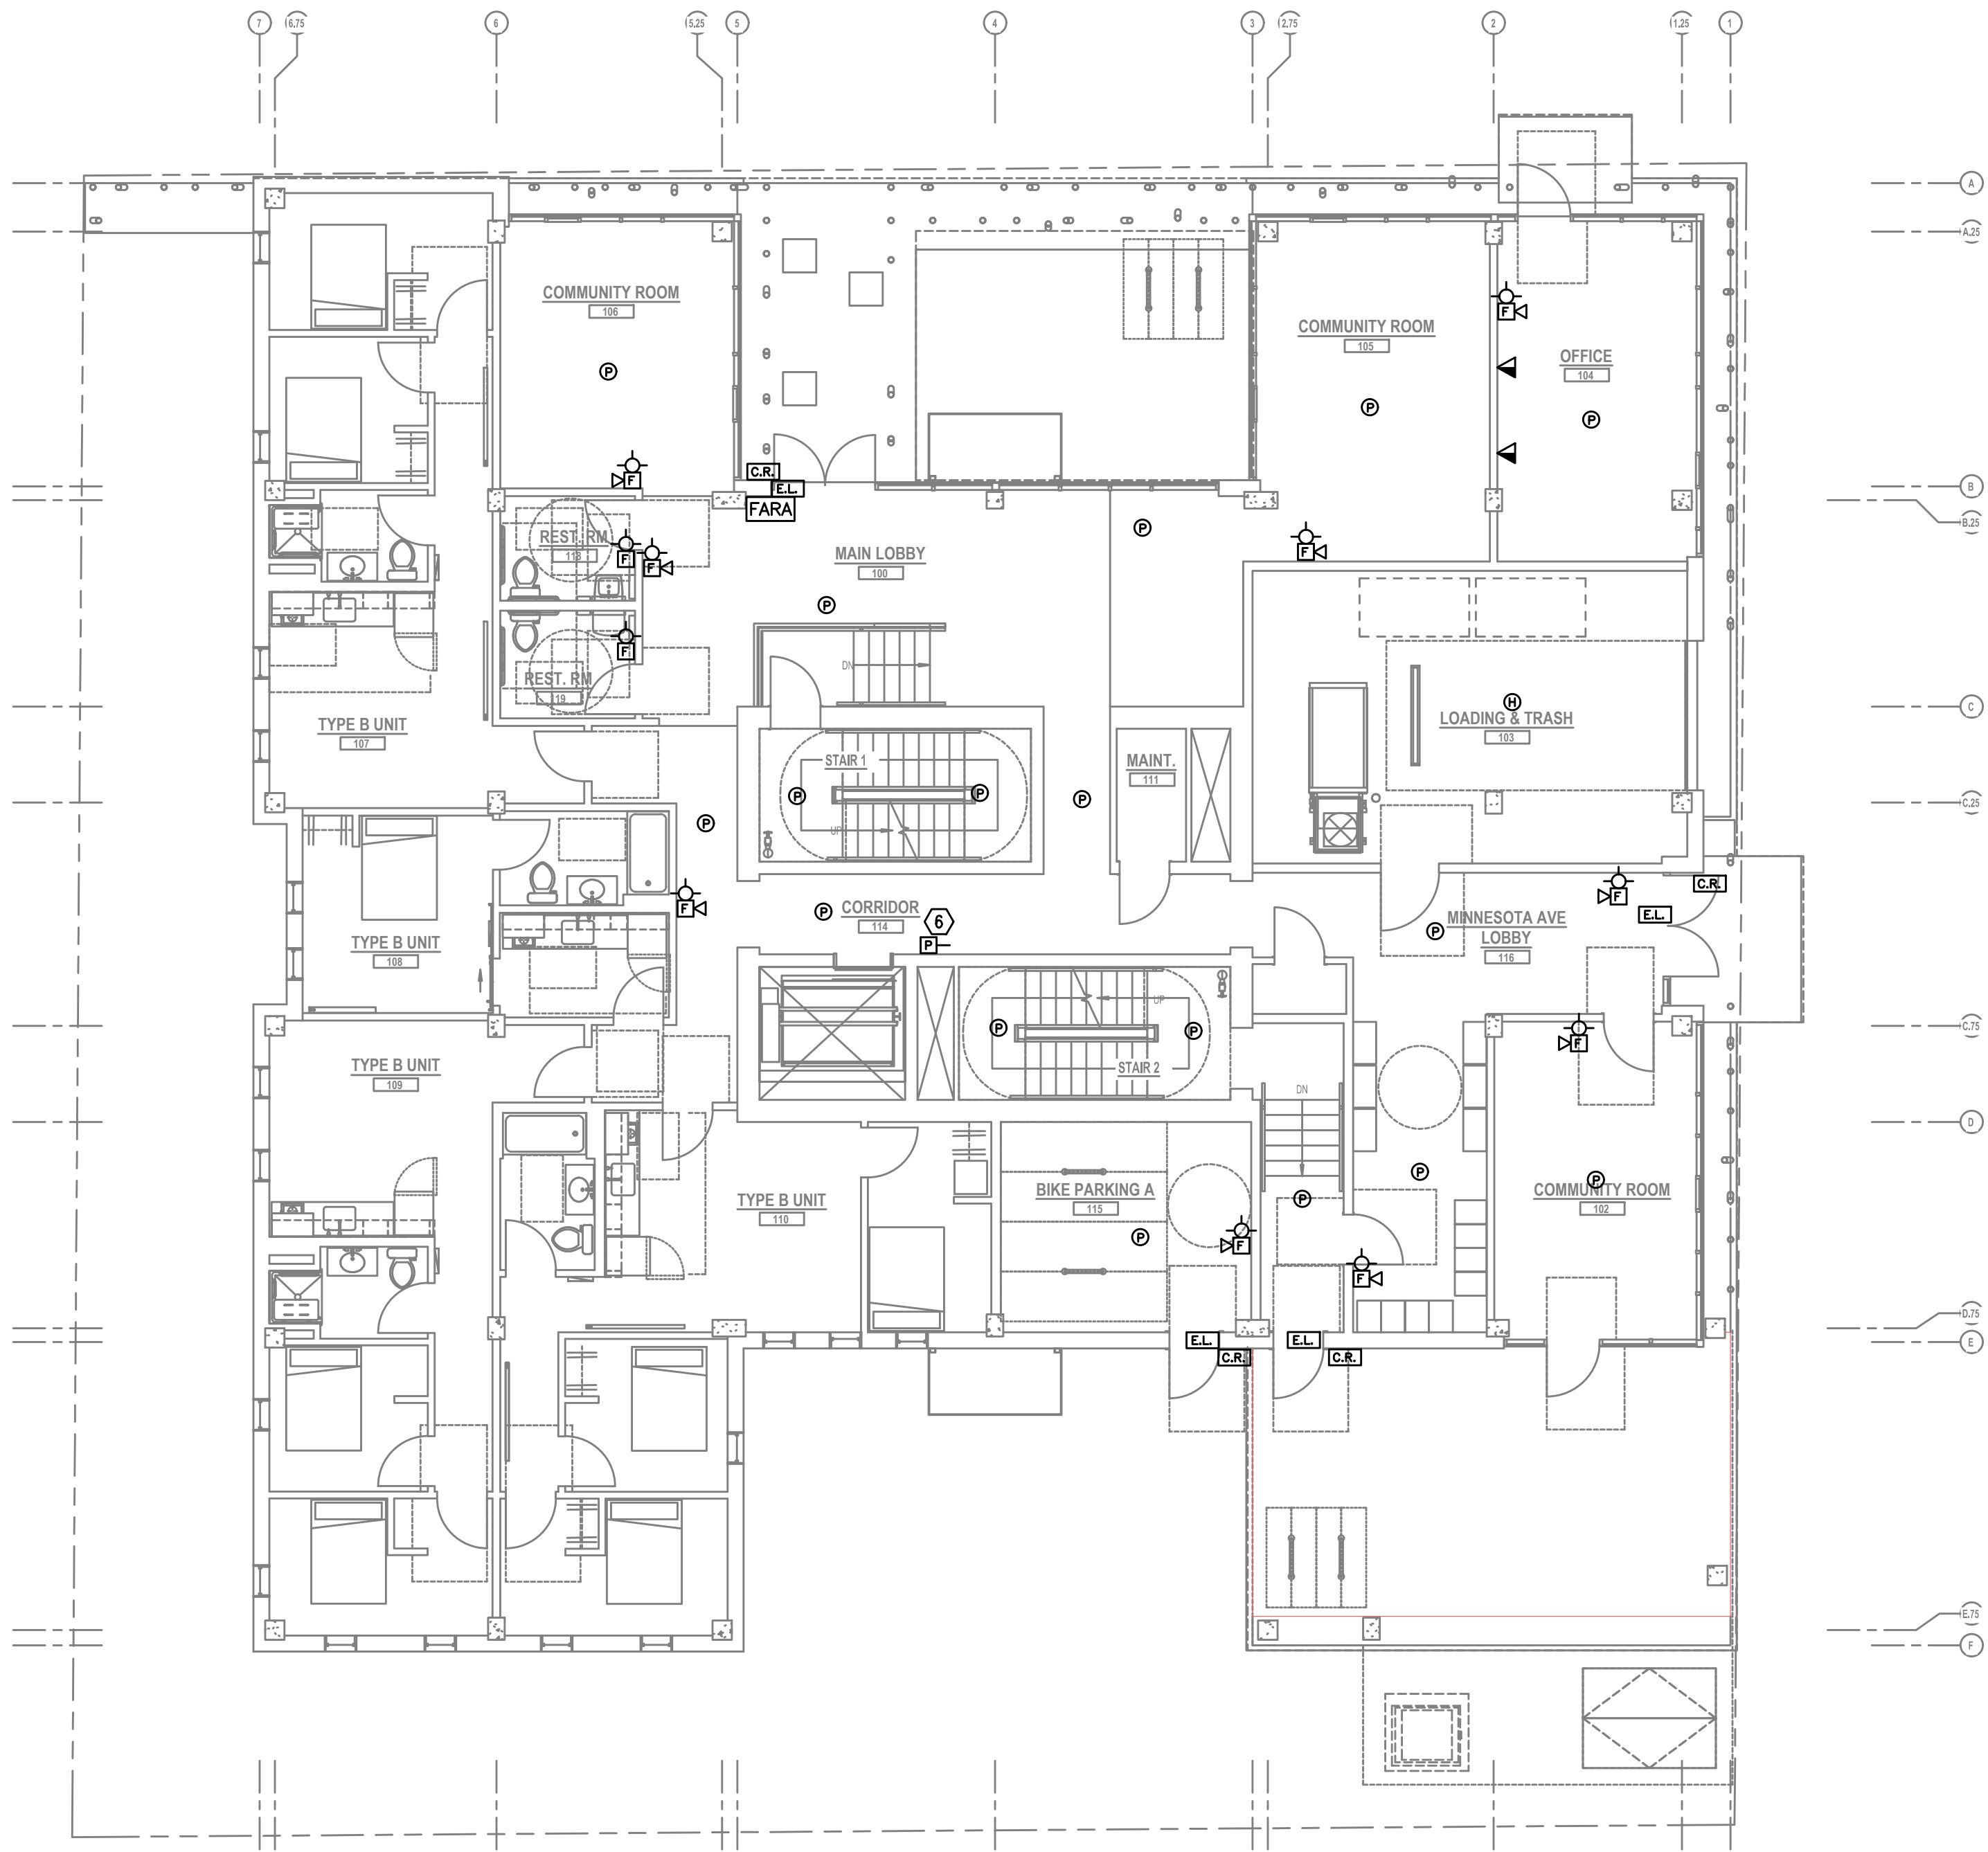 7
6.75
6
5.25
5
4
3
2.75
2
1.25
1
A
A.25
COMMUNITY ROOM
106
F
COMMUNITY ROOM
105
OFFICE
104
P
P
P
C.R.
F
E.L.
B
FARA
B.25
P
REST. RM
118
F
F
MAIN LOBBY
100
F
P
F
REST. RM
119
DN
H
C
TYPE B UNIT
107
LOADING & TRASH
103
STAIR 1
MAINT.
111
P
P
P
C.25
P
UP
F
C.R.
F
P
CORRIDOR
114
6
P
E.L.
MINNESOTA AVE
LOBBY
116
P
TYPE B UNIT
108
UP
P
P
C.75
F
TYPE B UNIT
109
STAIR 2
DN
D
P
BIKE PARKING A
115
P
COMMUNITY ROOM
102
P
TYPE B UNIT
110
P
F
F
D.75
E.L.
E.L.
E
C.R.
C.R.
E.75
F